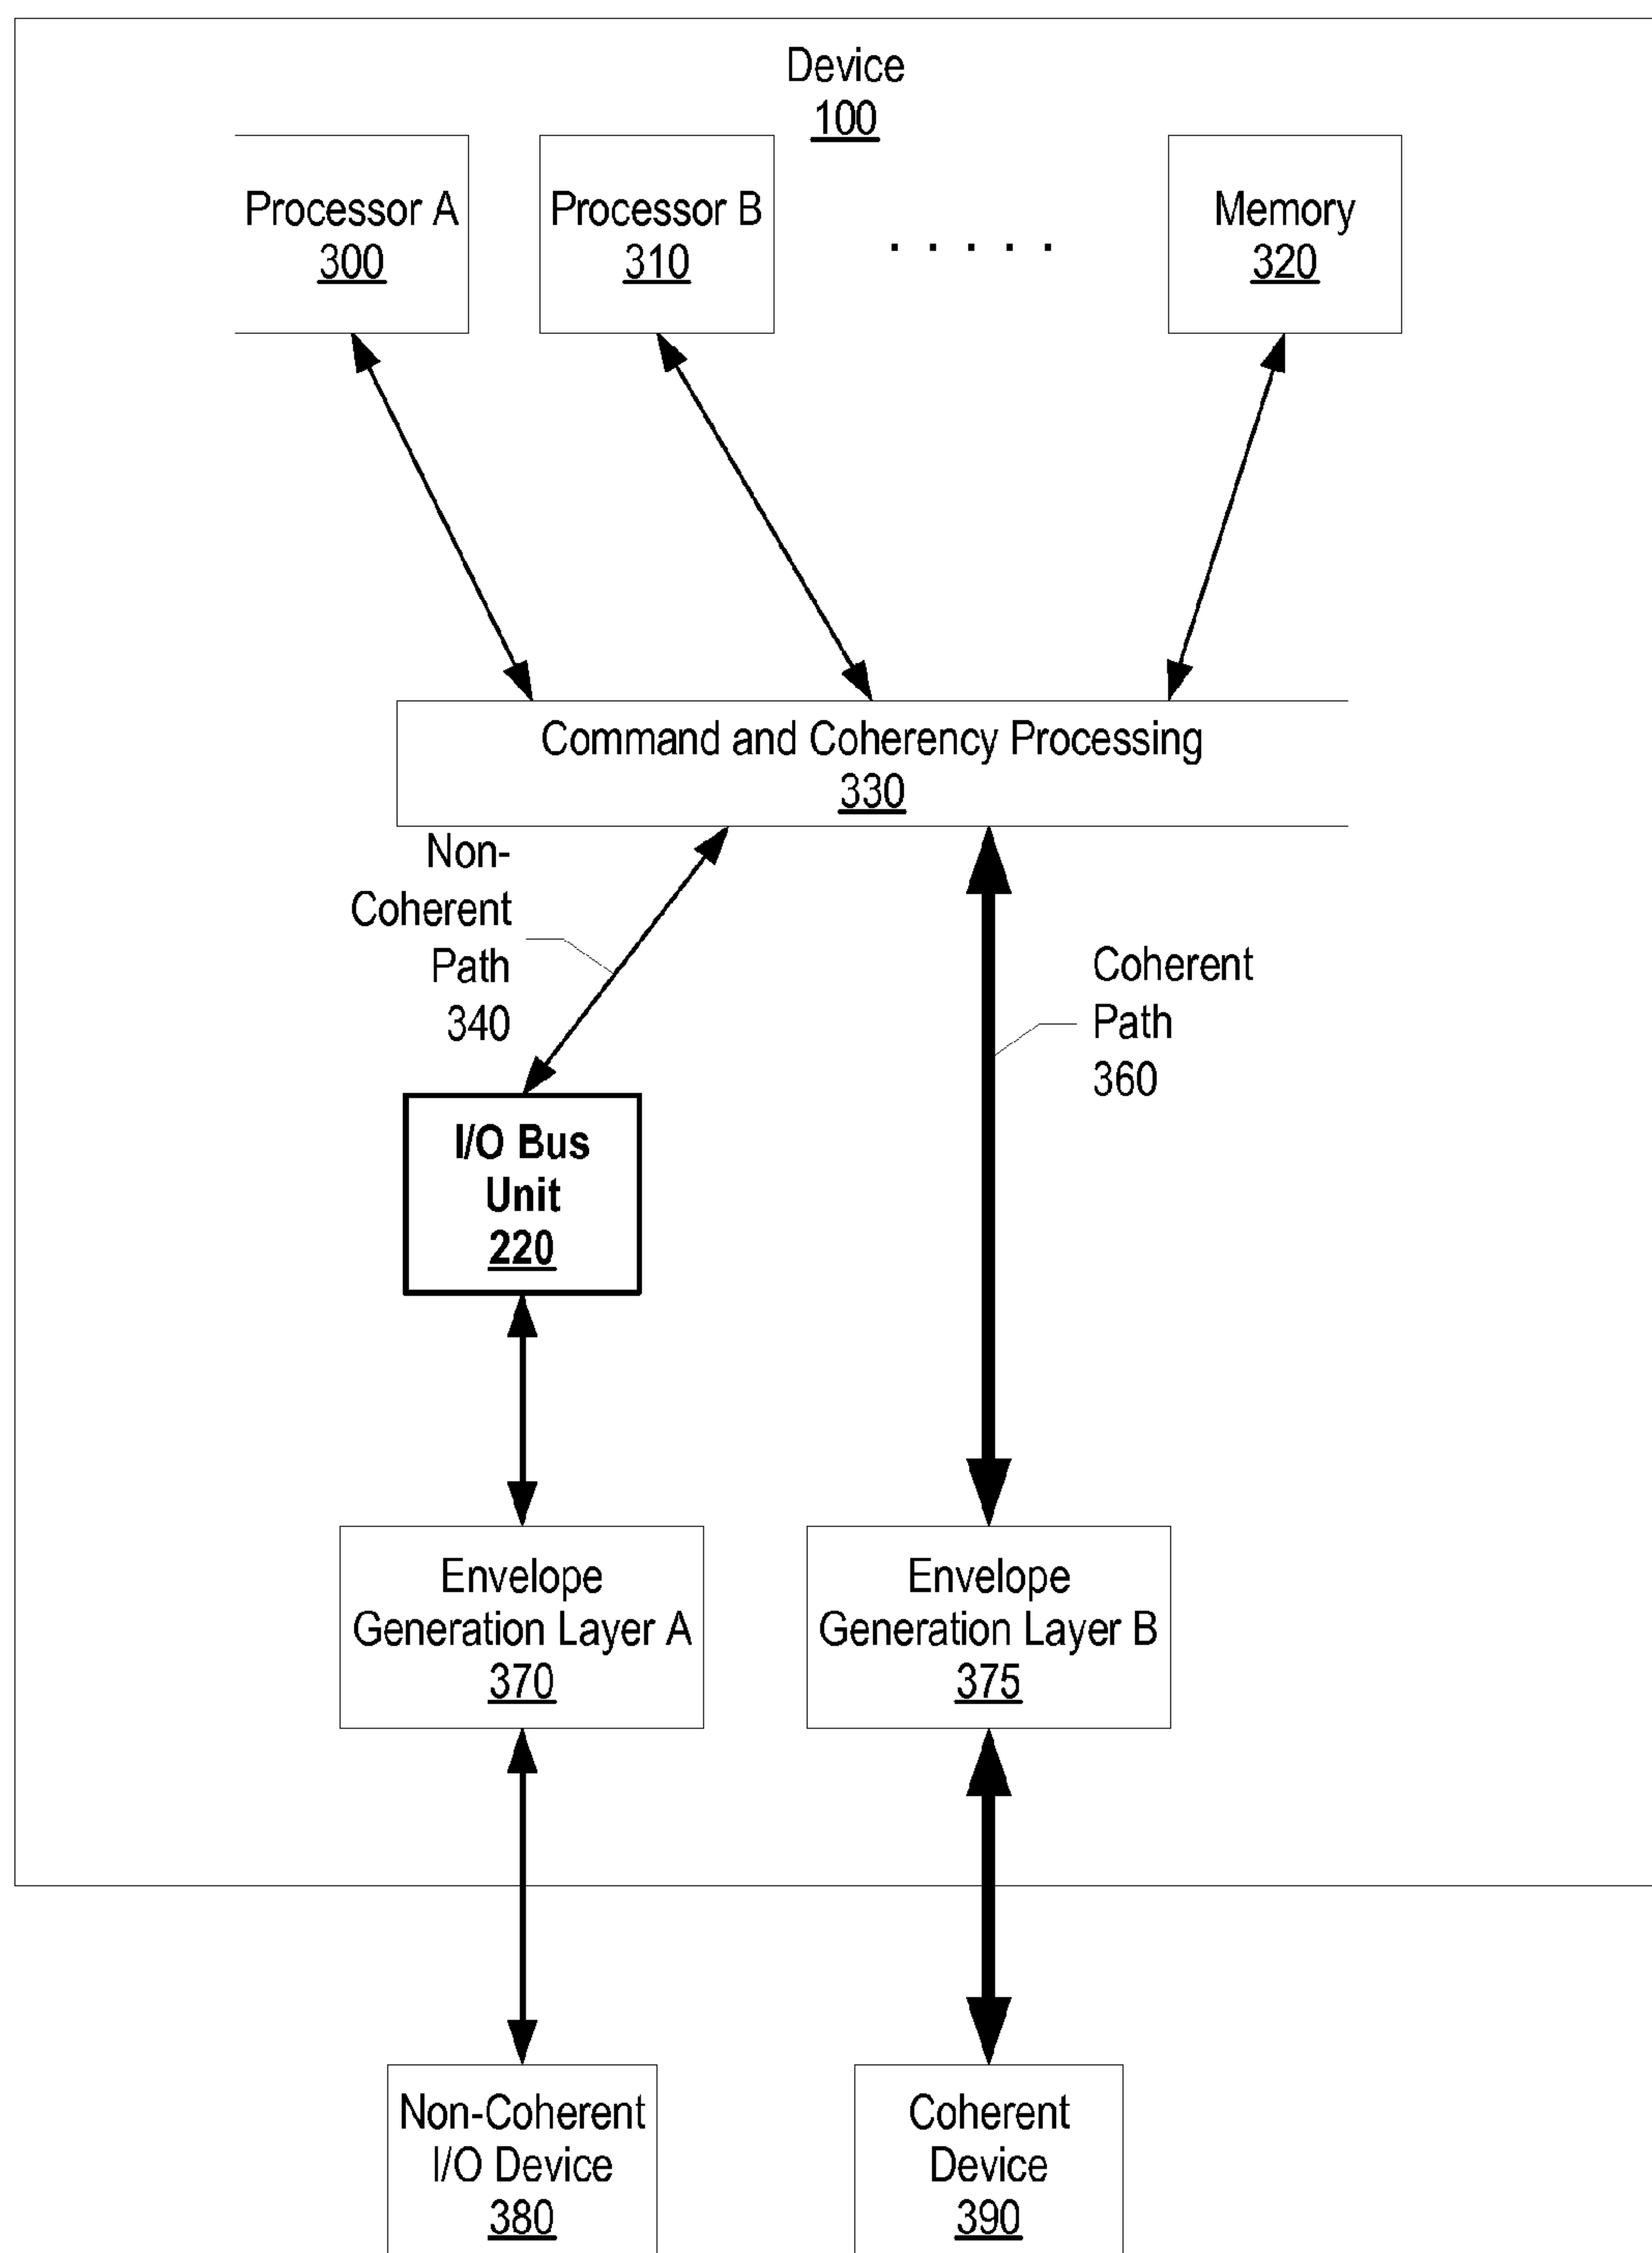 Device
100
Processor A
300
Processor B
310
. . . . .
Memory
320
Command and Coherency Processing
330
Non-
Coherent
Path
340
Coherent
Path
360
I/O Bus
Unit
220
Envelope
Generation Layer A
370
Envelope
Generation Layer B
375
Non-Coherent
I/O Device
380
Coherent
Device
390